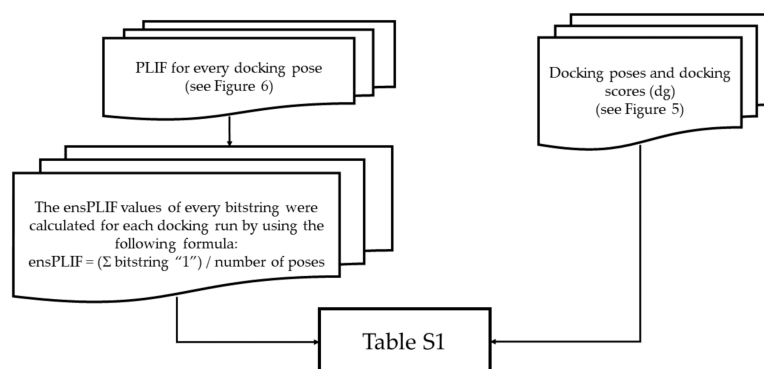 PLIF for every docking pose
(see Figure 6)
Docking poses and docking
scores (dg)
(see Figure 5)
The ensPLIF values of every bitstring were
calculated for each docking run by using the
following formula:
ensPLIF = (Σ bitstring “1”) / number of poses
Table S1